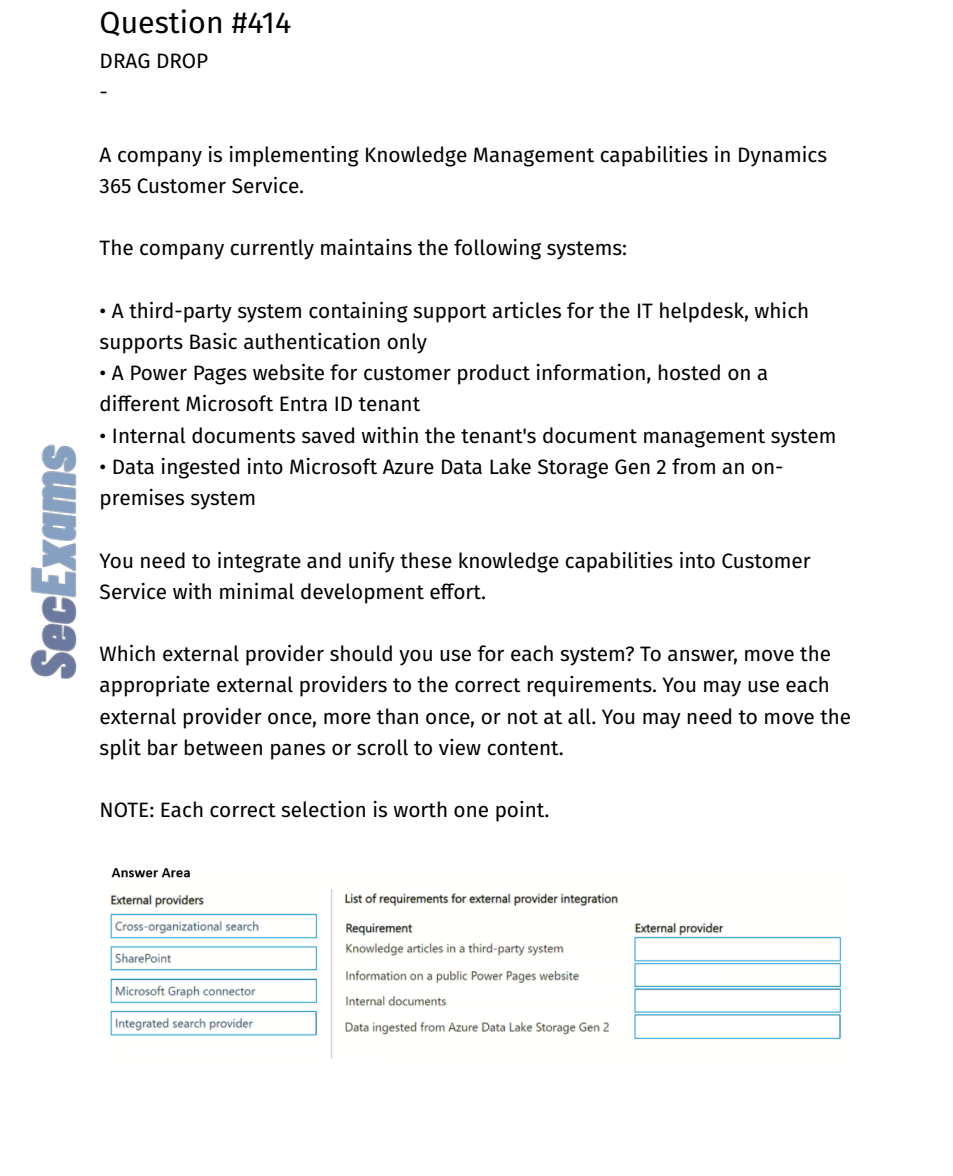 Question #414
DRAG DROP
-
A company is implementing Knowledge Management capabilities in Dynamics
365 Customer Service.
The company currently maintains the following systems:
• A third-party system containing support articles for the IT helpdesk, which
supports Basic authentication only
• A Power Pages website for customer product information, hosted on a
different Microsoft Entra ID tenant
• Internal documents saved within the tenant's document management system
• Data ingested into Microsoft Azure Data Lake Storage Gen 2 from an on-
premises system
You need to integrate and unify these knowledge capabilities into Customer
Service with minimal development effort.
Which external provider should you use for each system? To answer, move the
appropriate external providers to the correct requirements. You may use each
external provider once, more than once, or not at all. You may need to move the
split bar between panes or scroll to view content.
NOTE: Each correct selection is worth one point.
SecExams
Answer Area
External providers
Cross-organizational search
SharePoint
Microsoft Graph connector
Integrated search provider
List of requirements for external provider integration
Requirement
External provider
Knowledge articles in a third-party system
Information on a public Power Pages website
Internal documents
Data ingested from Azure Data Lake Storage Gen 2